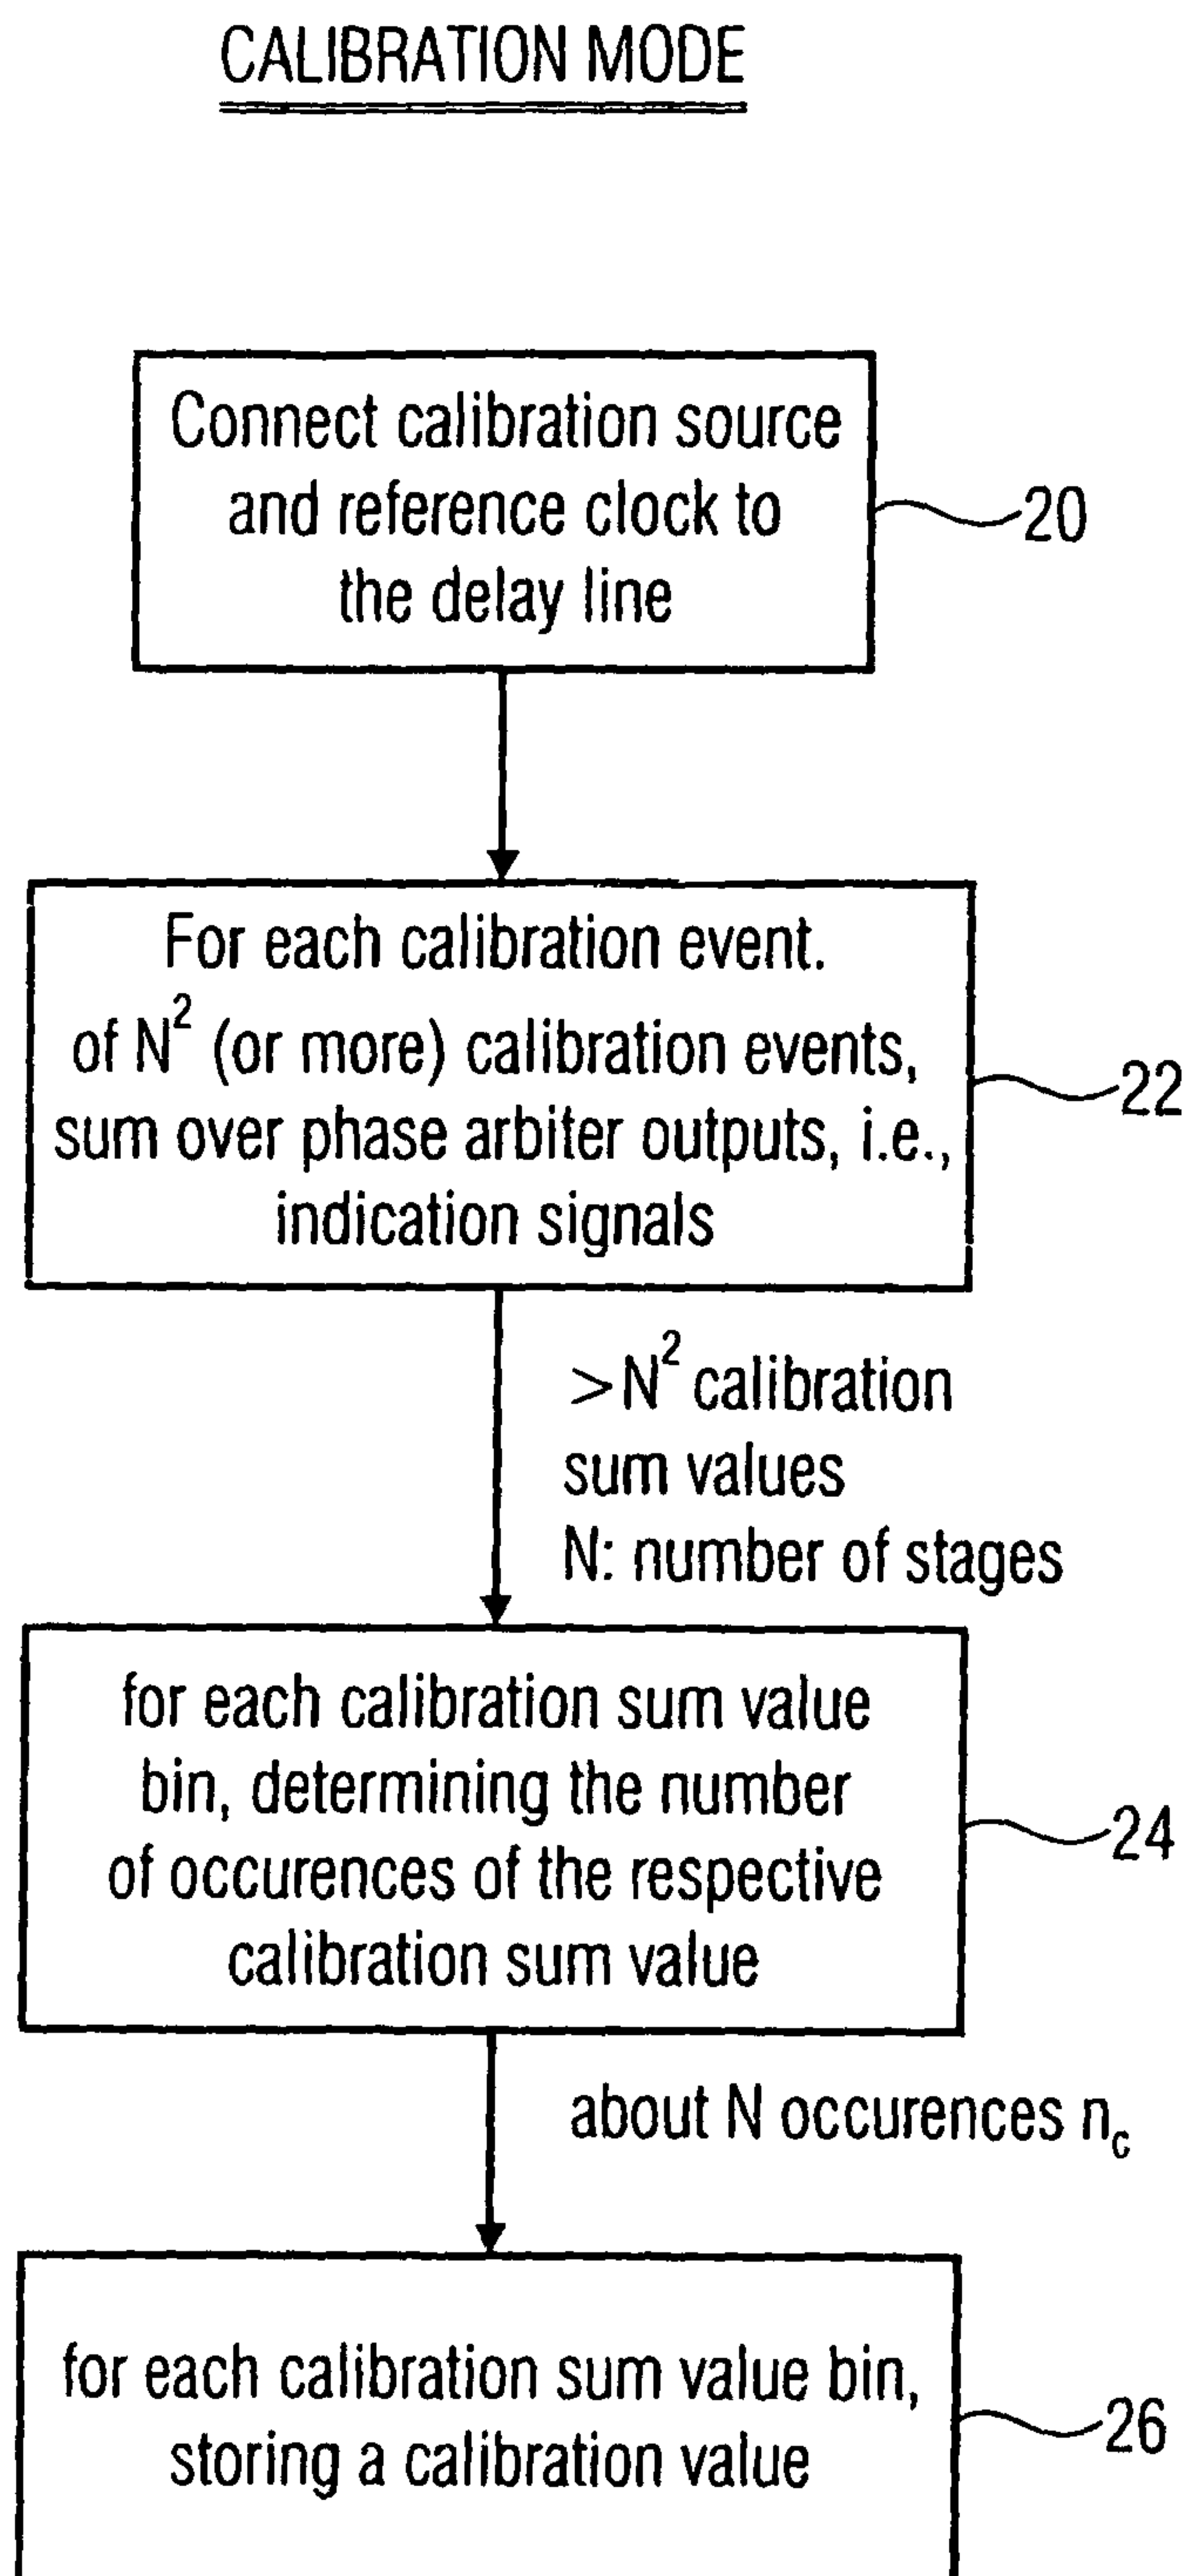 CALIBRATION MODE
Connect calibration source
and reference clock to
the delay line
20
For each calibration event.
of N² (or more) calibration events,
sum over phase arbiter outputs, i.e.,
indication signals
22
>N² calibration
sum values
N: number of stages
for each calibration sum value
bin, determining the number
of occurences of the respective
calibration sum value
24
about N occurences n_c
for each calibration sum value bin,
storing a calibration value
26